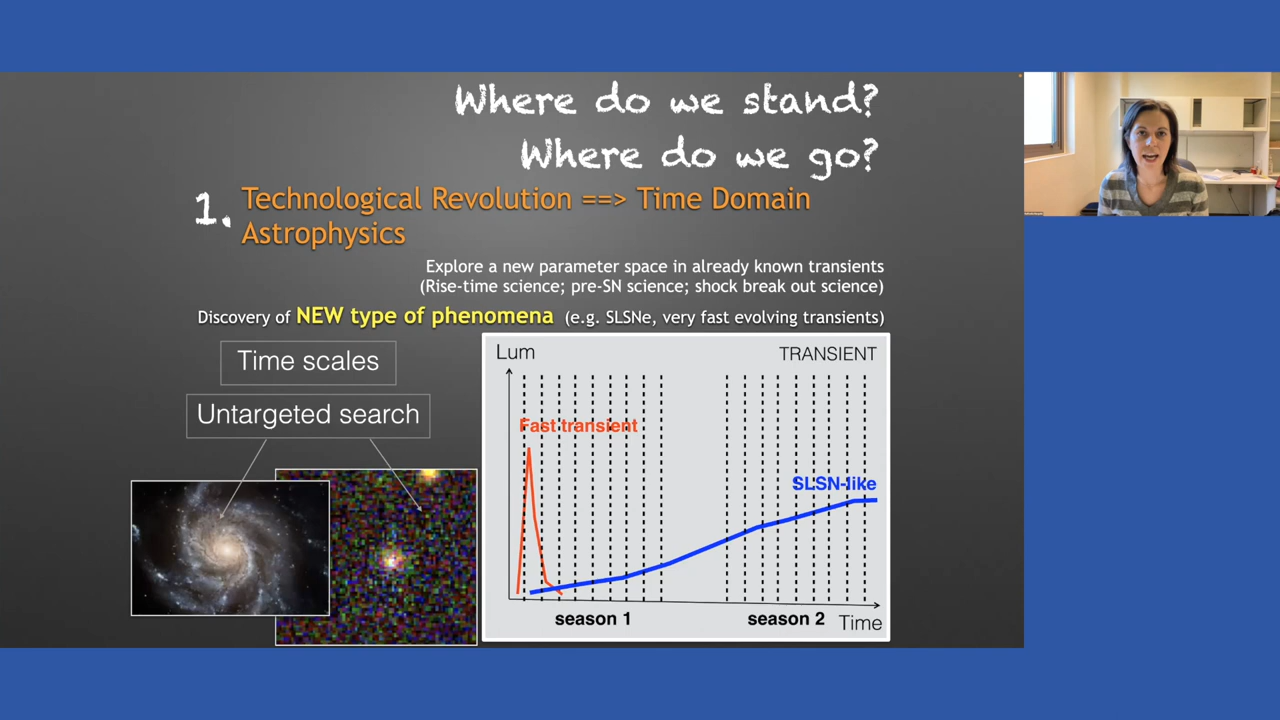 Where do we stand?
Where do we go?
1. Technological Revolution ==> Time Domain
Astrophysics
Explore a new parameter space in already known transients
(Rise-time science; pre-SN science; shock break out science)
Discovery of NEW type of phenomena (e.g. SLSNe, very fast evolving transients)
Time scales
Untargeted search
Lum
TRANSIENT
Fast transient
SLSN-like
season 1
season 2
Time